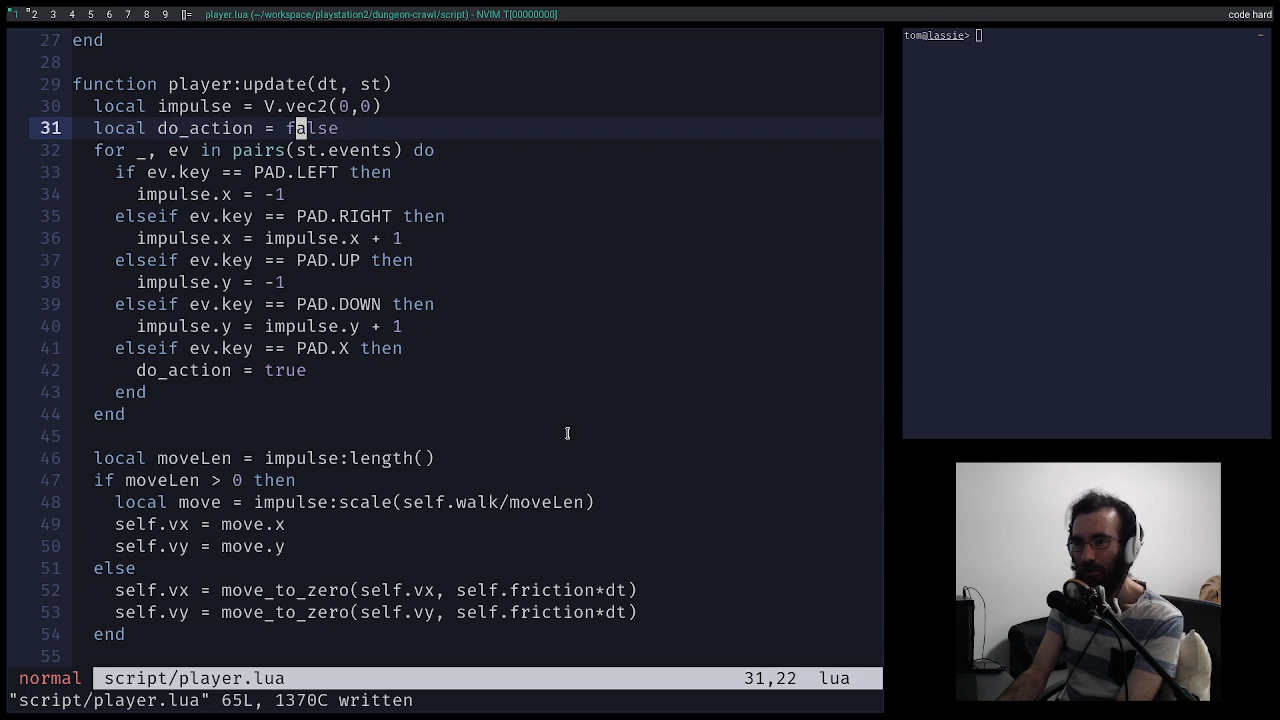 1 2 3 4 5 6 7 8 9 []= player.lua (~/workspace/playstation2/dungeon-crawl/script) - NVIM T[00000000] code hard
27 end
28
29 function player:update(dt, st)
30 local impulse = V.vec2(0,0)
31 local do_action = false
32 for _, ev in pairs(st.events) do
33 if ev.key == PAD.LEFT then
34 impulse.x = -1
35 elseif ev.key == PAD.RIGHT then
36 impulse.x = impulse.x + 1
37 elseif ev.key == PAD.UP then
38 impulse.y = -1
39 elseif ev.key == PAD.DOWN then
40 impulse.y = impulse.y + 1
41 elseif ev.key == PAD.X then
42 do_action = true
43 end
44 end
45
46 local moveLen = impulse:length()
47 if moveLen > 0 then
48 local move = impulse:scale(self.walk/moveLen)
49 self.vx = move.x
50 self.vy = move.y
51 else
52 self.vx = move_to_zero(self.vx, self.friction*dt)
53 self.vy = move_to_zero(self.vy, self.friction*dt)
54 end
55
normal script/player.lua 31,22 lua
"script/player.lua" 65L, 1370C written
tom@lassie> ~